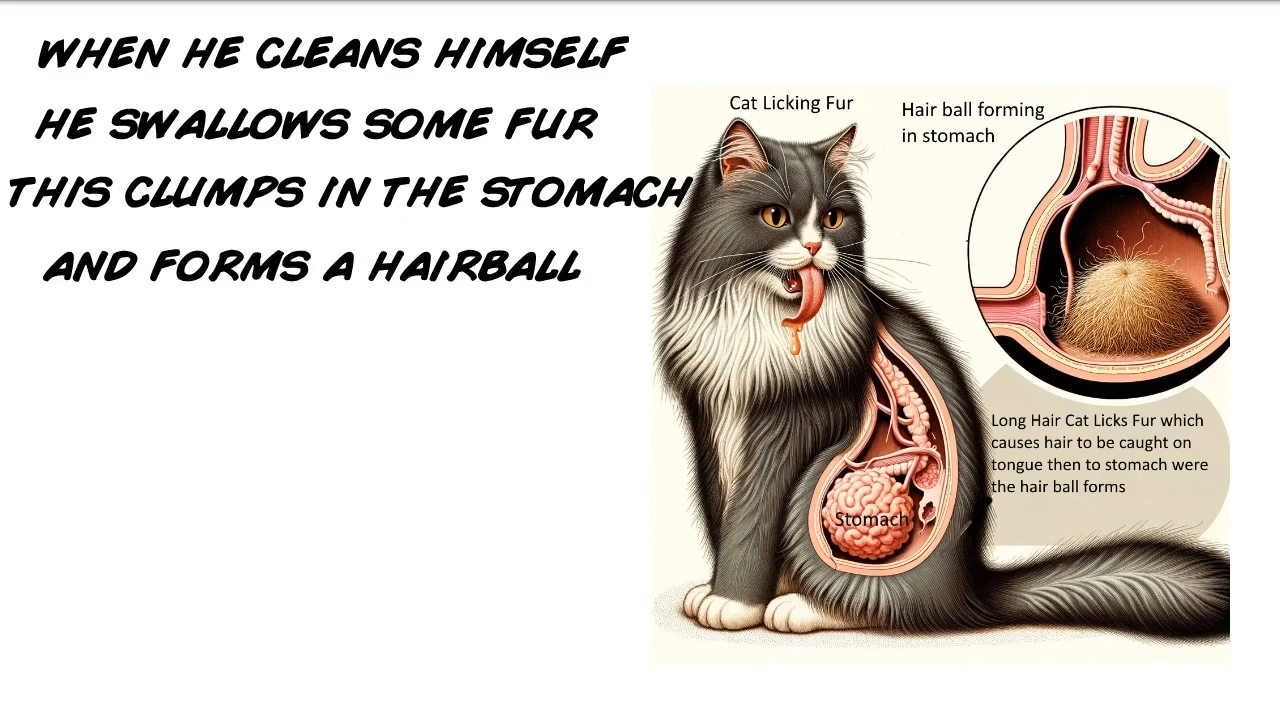 WHEN HE CLEANS HIMSELF
HE SWALLOWS SOME FUR
THIS CLUMPS IN THE STOMACH
AND FORMS A HAIRBALL
Cat Licking Fur
Hair ball forming
in stomach
Long Hair Cat Licks Fur which
causes hair to be caught on
tongue then to stomach were
the hair ball forms
Stomach